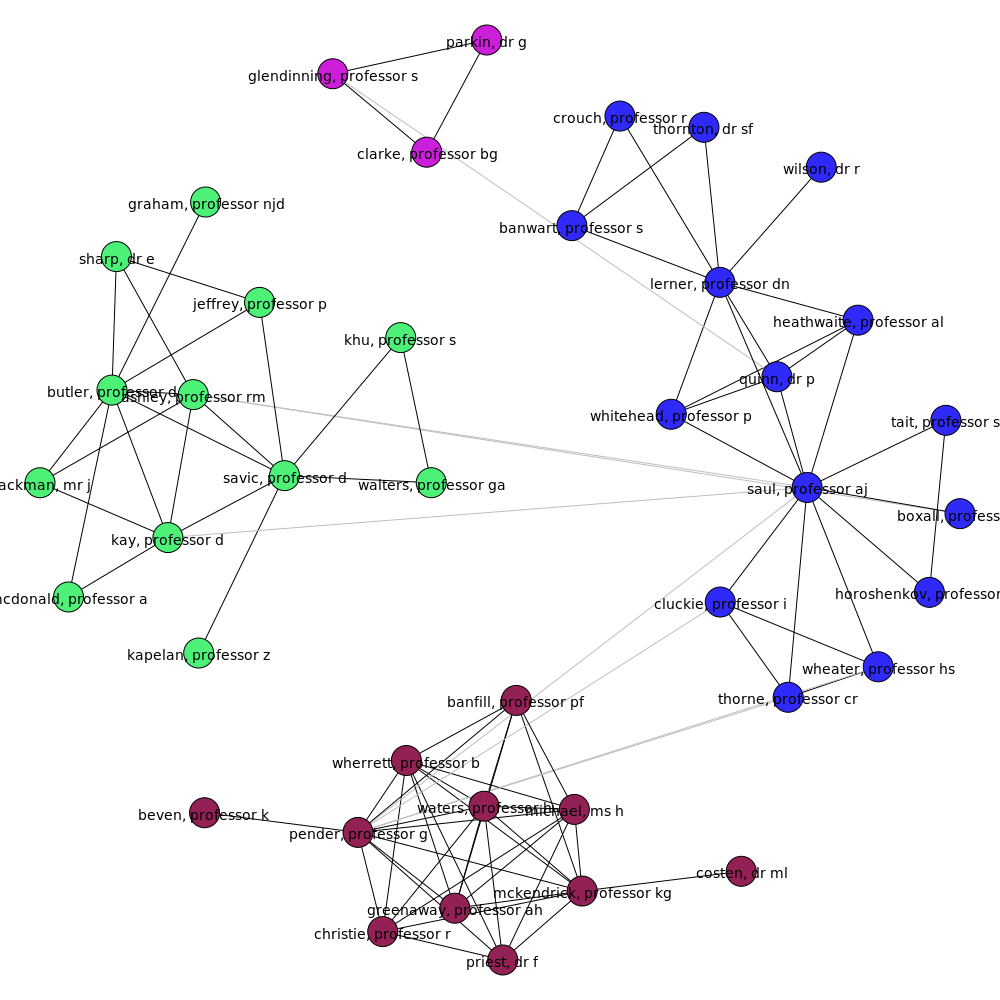 parkin, dr g
glendinning, professor s
crouch, professor r
thornton, dr sf
clarke, professor bg
wilson, dr r
graham, professor njd
banwart, professor s
sharp, dr e
lerner, professor dn
jeffrey, professor p
heathwaite, professor al
khu, professor s
quinn, dr p
butler, professor d
ashley, professor rm
whitehead, professor p
tait, professor s
savic, professor d
walters, professor ga
ackman, mr j
saul, professor aj
boxall, profess
kay, professor d
mcdonald, professor a
horoshenkov, professor
cluckie, professor i
kapelan, professor z
wheater, professor hs
thorne, professor cr
banfill, professor pf
wherrett, professor b
waters, professor b
michael, ms h
beven, professor k
pender, professor g
costen, dr ml
mckendrick, professor kg
greenaway, professor ah
christie, professor r
priest, dr f